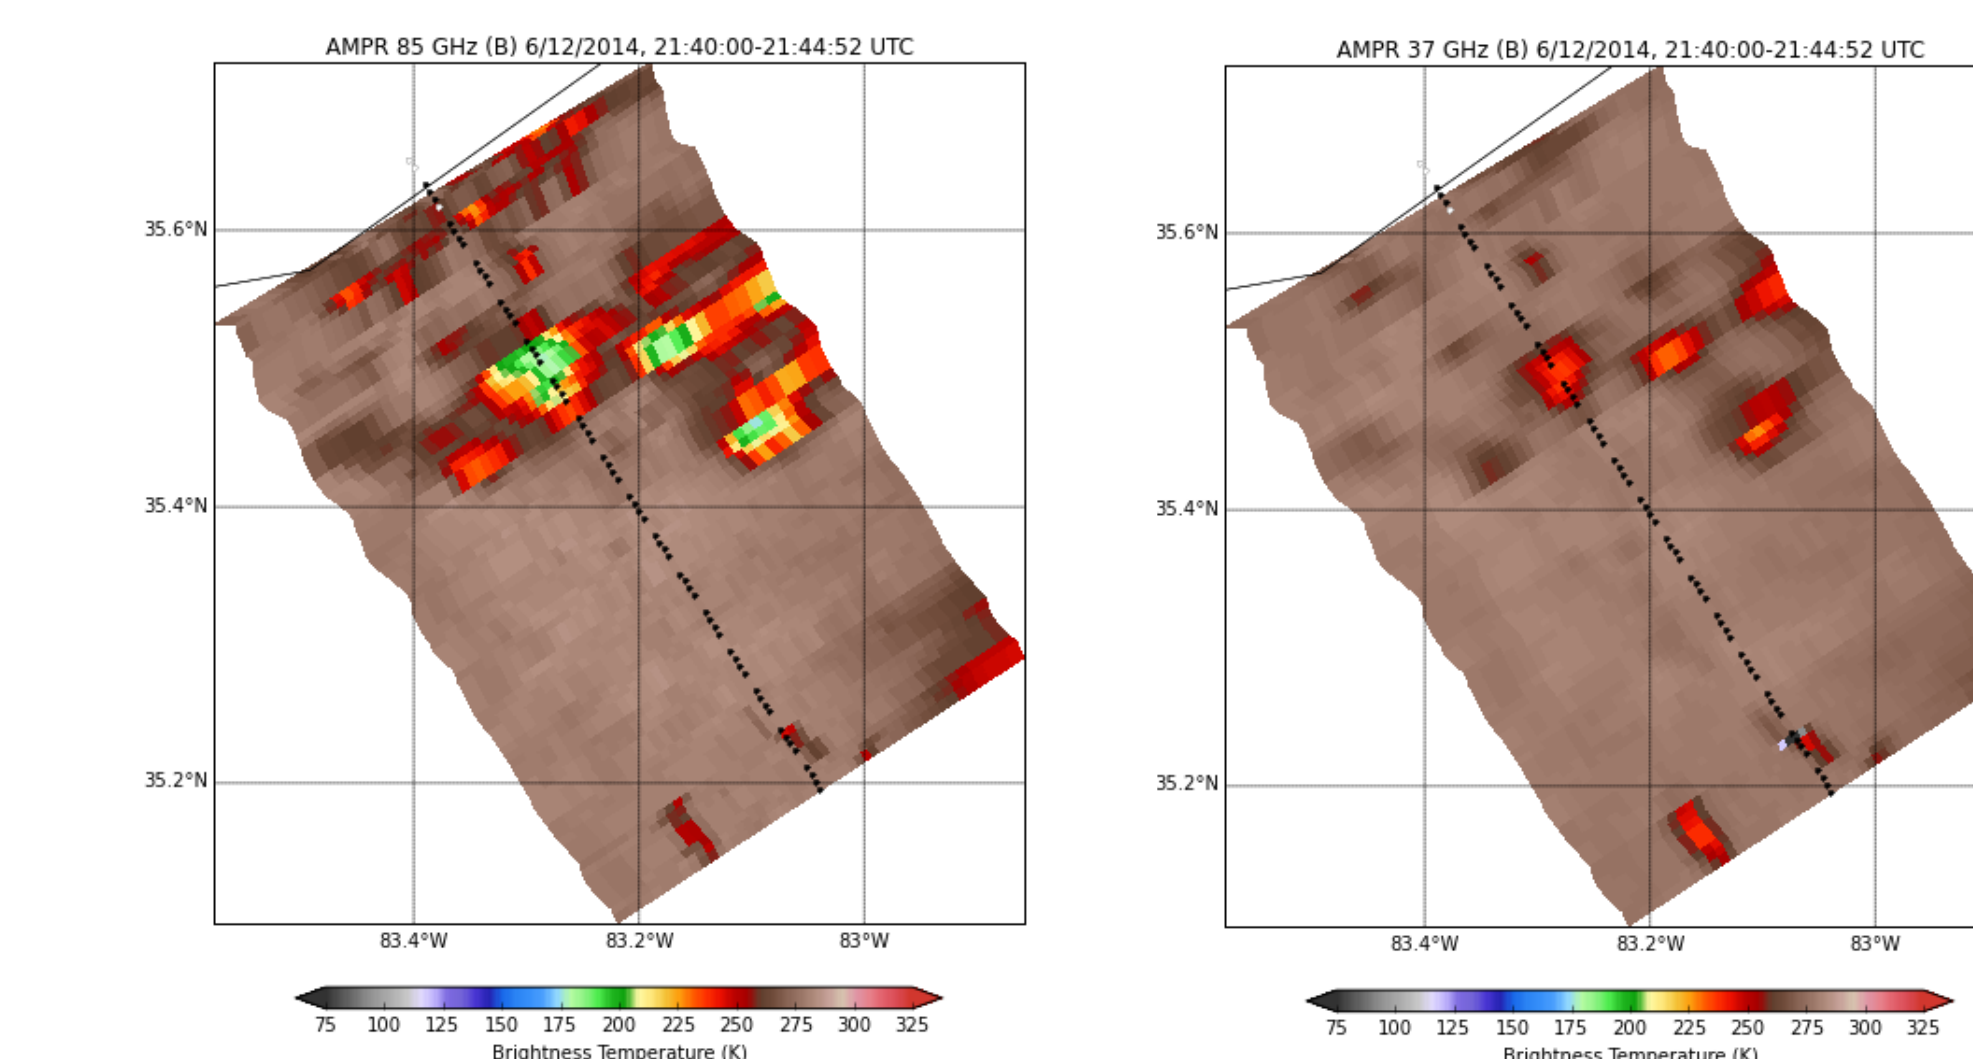 AMPR 85 GHz (B) 6/12/2014, 21:40:00-21:44:52 UTC
35.6°N
35.4°N
35.2°N
83.4°W 83.2°W 83°W
75 100 125 150 175 200 225 250 275 300 325
Brightness Temperature (K)
AMPR 37 GHz (B) 6/12/2014, 21:40:00-21:44:52 UTC
35.6°N
35.4°N
35.2°N
83.4°W 83.2°W 83°W
75 100 125 150 175 200 225 250 275 300 325
Brightness Temperature (K)